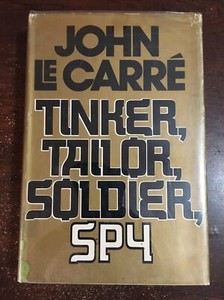 JOHN
LE CARRÉ
TINKER,
TAILOR,
SOLDIER,
SPY